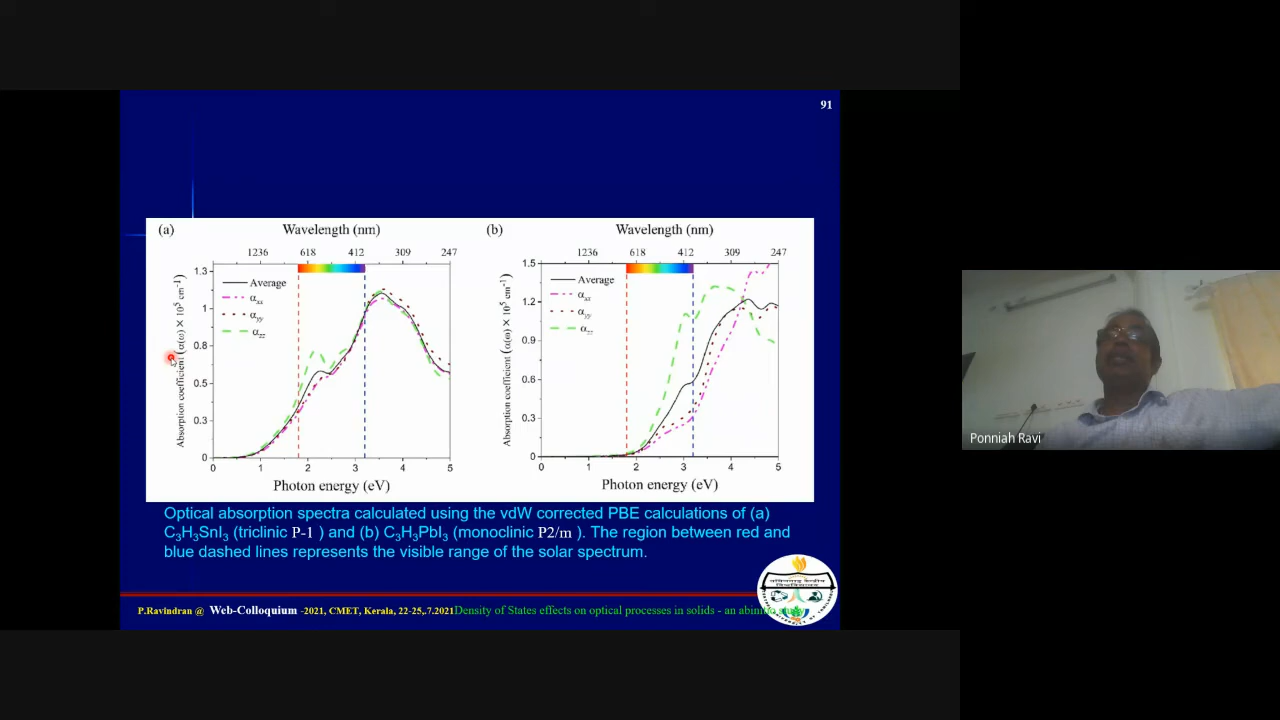 91
(a)
Wavelength (nm)
1236 618 412 309 247
Absorption coefficient (α(ω) × 10⁵ cm⁻¹)
1.3
1
0.8
0.5
0.3
0
Average
αxx
αyy
αzz
0 1 2 3 4 5
Photon energy (eV)
(b)
Wavelength (nm)
1236 618 412 309 247
Absorption coefficient (α(ω) × 10⁵ cm⁻¹)
1.5
1.2
0.9
0.6
0.3
0.0
Average
αxx
αyy
αzz
0 1 2 3 4 5
Photon energy (eV)
Optical absorption spectra calculated using the vdW corrected PBE calculations of (a)
C₃H₃SnI₃ (triclinic P-1 ) and (b) C₃H₃PbI₃ (monoclinic P2/m ). The region between red and
blue dashed lines represents the visible range of the solar spectrum.
P.Ravindran @ Web-Colloquium -2021, CMET, Kerala, 22-25,.7.2021 Density of States effects on optical processes in solids - an abinitio study
Ponniah Ravi